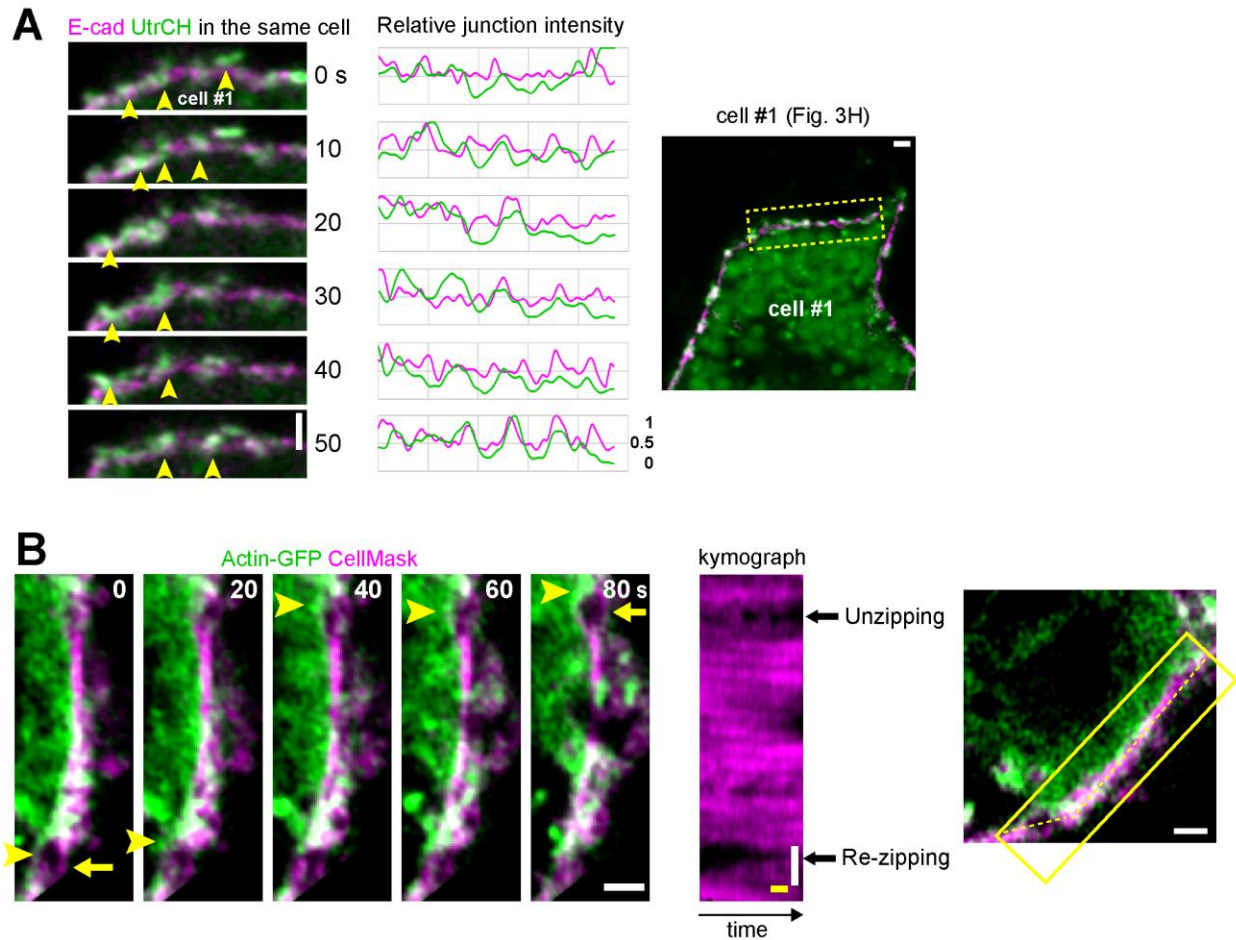 A
E-cad UtrCH in the same cell
Relative junction intensity
0 s
cell #1
10
20
30
40
50
1
0.5
0
cell #1 (Fig. 3H)
cell #1
B
Actin-GFP CellMask
0
20
40
60
80 s
kymograph
Unzipping
Re-zipping
time